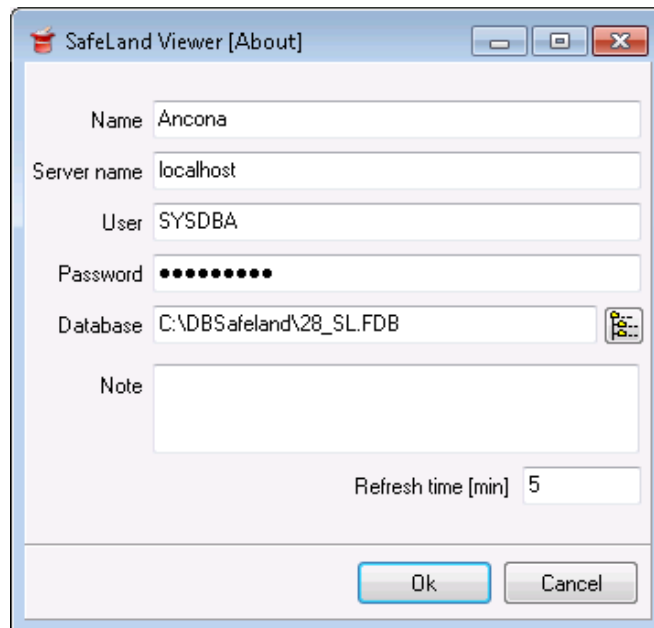 SafeLand Viewer [About]
Name Ancona
Server name localhost
User SYSDBA
Password •••••••••
Database C:\DBSafeland\28_SL.FDB
Note
Refresh time [min] 5
Ok Cancel